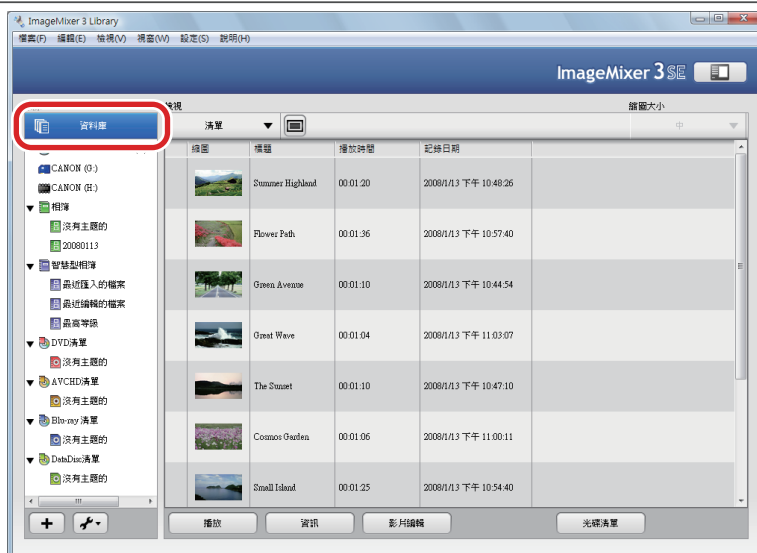 ImageMixer 3 Library
檔案(F) 編輯(E) 檢視(V) 視窗(W) 設定(S) 說明(H)
ImageMixer 3 SE
檢視 縮圖大小
資料庫 清單 中
縮圖 標題 播放時間 記錄日期
CANON (G:)
CANON (H:)
相簿
沒有主題的
20080113
智慧型相簿
最近匯入的檔案
最近編輯的檔案
最高等級
DVD清單
沒有主題的
AVCHD清單
沒有主題的
Blu-ray 清單
沒有主題的
DataDisc清單
沒有主題的
Summer Highland 00:01:20 2008/1/13 下午 10:48:26
Flower Path 00:01:36 2008/1/13 下午 10:57:40
Green Avenue 00:01:10 2008/1/13 下午 10:44:54
Great Wave 00:01:04 2008/1/13 下午 11:03:07
The Sunset 00:01:10 2008/1/13 下午 10:47:10
Cosmos Garden 00:01:06 2008/1/13 下午 11:00:11
Small Island 00:01:25 2008/1/13 下午 10:54:40
播放 資訊 影片編輯 光碟清單